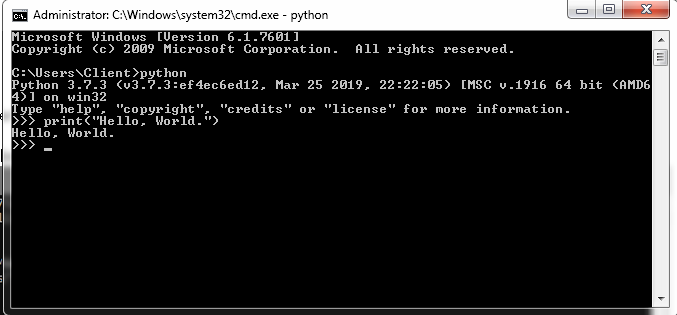 Administrator: C:\Windows\system32\cmd.exe - python
Microsoft Windows [Version 6.1.7601]
Copyright (c) 2009 Microsoft Corporation.  All rights reserved.
C:\Users\Client>python
Python 3.7.3 (v3.7.3:ef4ec6ed12, Mar 25 2019, 22:22:05) [MSC v.1916 64 bit (AMD6
4)] on win32
Type "help", "copyright", "credits" or "license" for more information.
>>> print("Hello, World.")
Hello, World.
>>> _